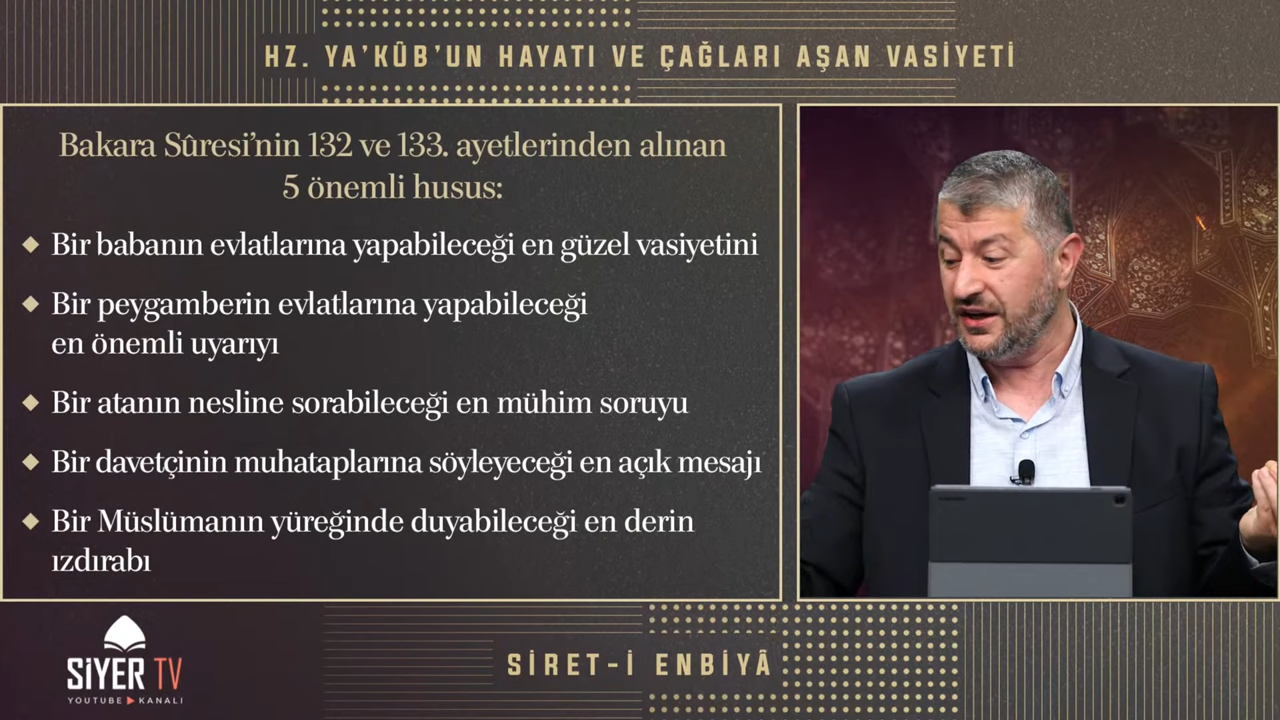 HZ. YA'KÛB'UN HAYATI VE ÇAĞLARI AŞAN VASİYETİ
Bakara Sûresi'nin 132 ve 133. ayetlerinden alınan
5 önemli husus:
Bir babanın evlatlarına yapabileceği en güzel vasiyetini
Bir peygamberin evlatlarına yapabileceği
en önemli uyarıyı
Bir atanın nesline sorabileceği en mühim soruyu
Bir davetçinin muhataplarına söyleyeceği en açık mesajı
Bir Müslümanın yüreğinde duyabileceği en derin
ızdırabı
SİYER TV
YOUTUBE KANALI
SİRET-İ ENBİYÂ